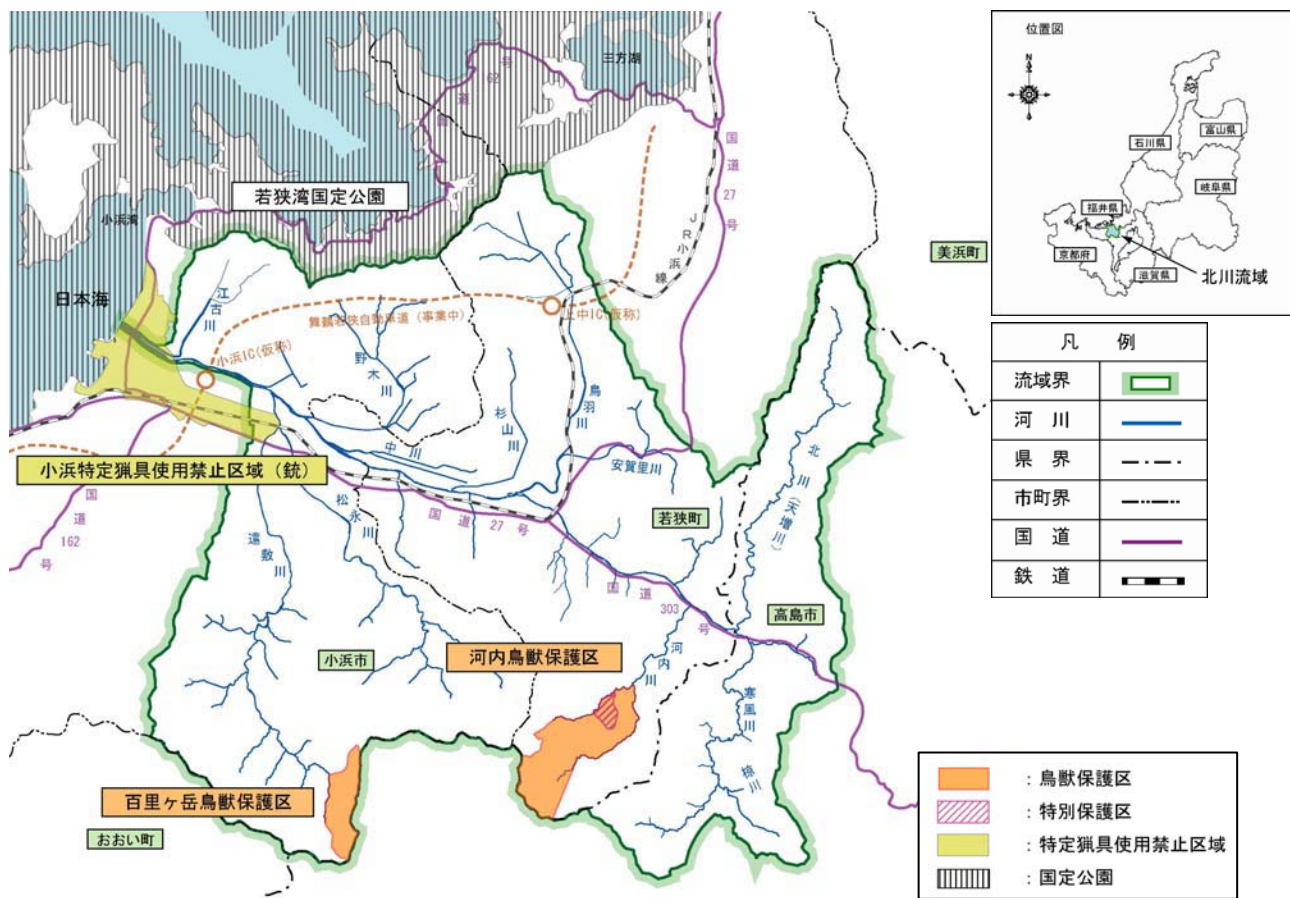 三方湖
国道162号
若狭湾国定公園
小浜湾
日本海
江古川
国道27号
JR小浜線
美浜町
舞鶴若狭自動車道(事業中)
上中IC(仮称)
小浜IC(仮称)
野木川
鳥羽川
杉山川
中川
安賀里川
北川(天増川)
小浜特定猟具使用禁止区域(銃)
国道162号
松永川
遠敷川
国道27号
若狭町
国道303号
高島市
小浜市
河内鳥獣保護区
河内川
寒風川
椋川
百里ヶ岳鳥獣保護区
おおい町
位置図
N
石川県
富山県
岐阜県
福井県
京都府
滋賀県
北川流域
凡 例
流域界
河 川
県 界
市町界
国 道
鉄 道
:鳥獣保護区
:特別保護区
:特定猟具使用禁止区域
:国定公園